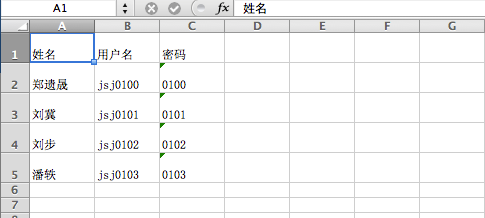 A1 fx 姓名
A B C D E F G
1 姓名 用户名 密码
2 郑遗晟 jsj0100 0100
3 刘冀 jsj0101 0101
4 刘步 jsj0102 0102
5 潘轶 jsj0103 0103
6
7